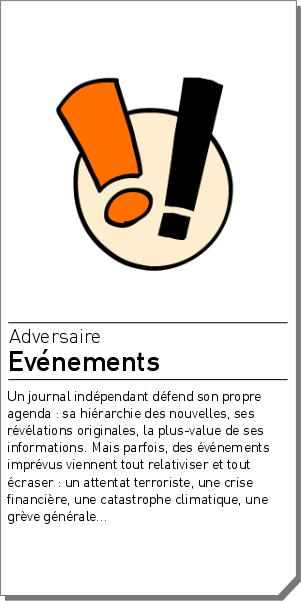 Adversaire
Evénements
Un journal indépendant défend son propre
agenda : sa hiérarchie des nouvelles, ses
révélations originales, la plus-value de ses
informations. Mais parfois, des événements
imprévus viennent tout relativiser et tout
écraser : un attentat terroriste, une crise
financière, une catastrophe climatique, une
grève générale...